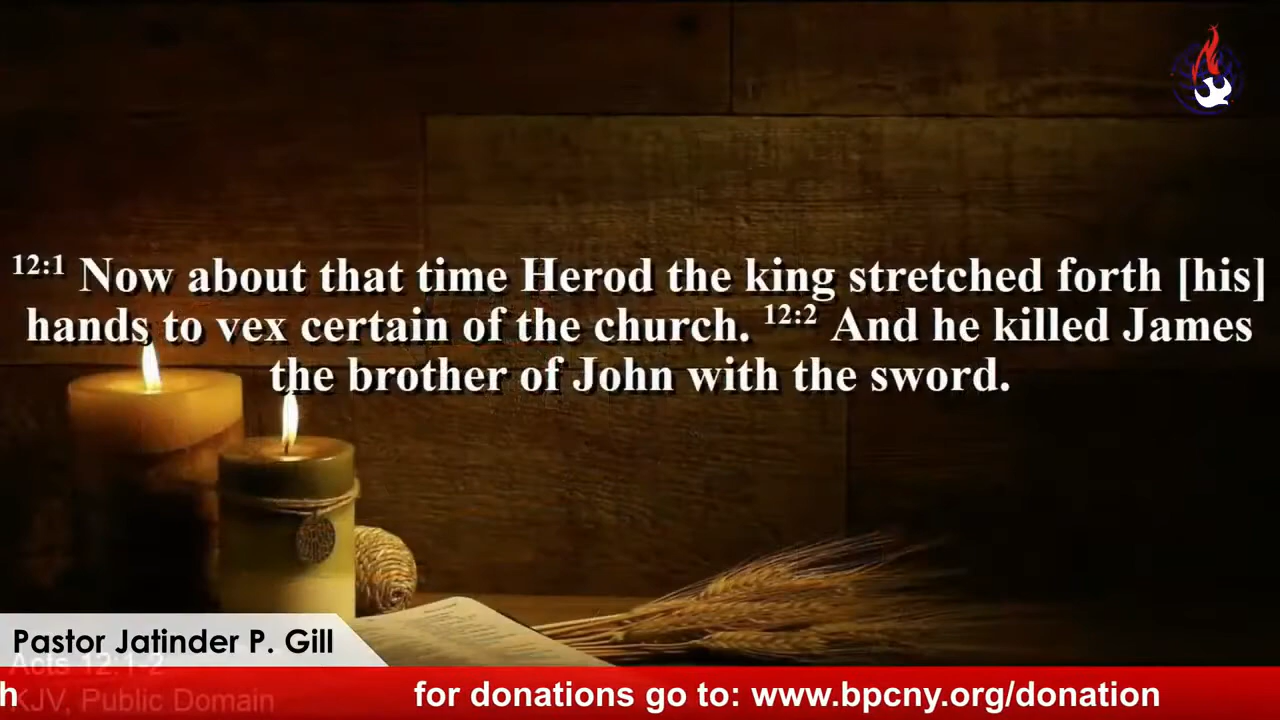 12:1 Now about that time Herod the king stretched forth [his]
hands to vex certain of the church. 12:2 And he killed James
the brother of John with the sword.
Pastor Jatinder P. Gill
Acts 12:1-2
h for donations go to: www.bpcny.org/donation
KJV, Public Domain